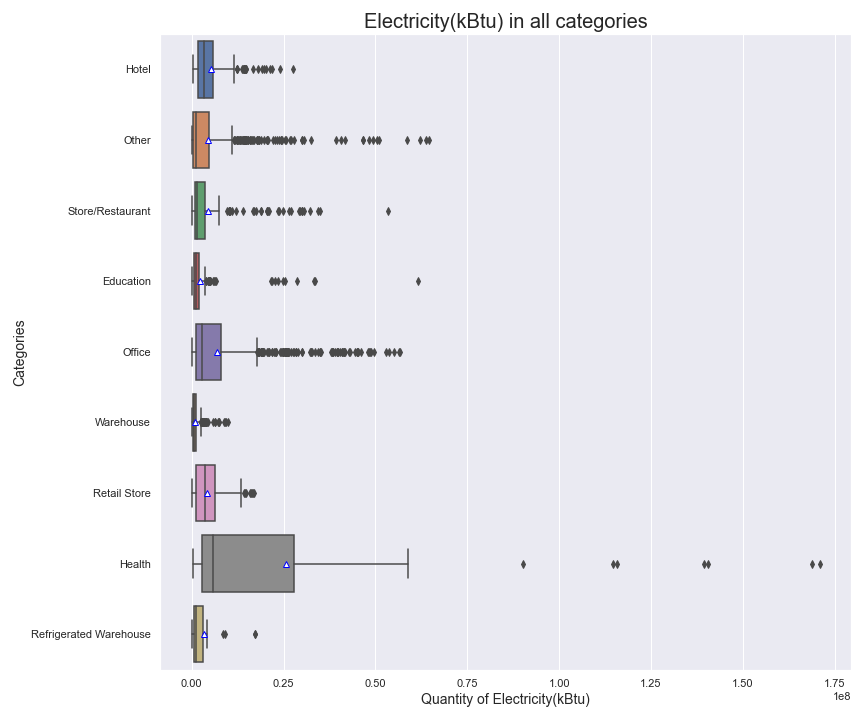 Electricity(kBtu) in all categories
Categories
Hotel
Other
Store/Restaurant
Education
Office
Warehouse
Retail Store
Health
Refrigerated Warehouse
0.00 0.25 0.50 0.75 1.00 1.25 1.50 1.75
1e8
Quantity of Electricity(kBtu)